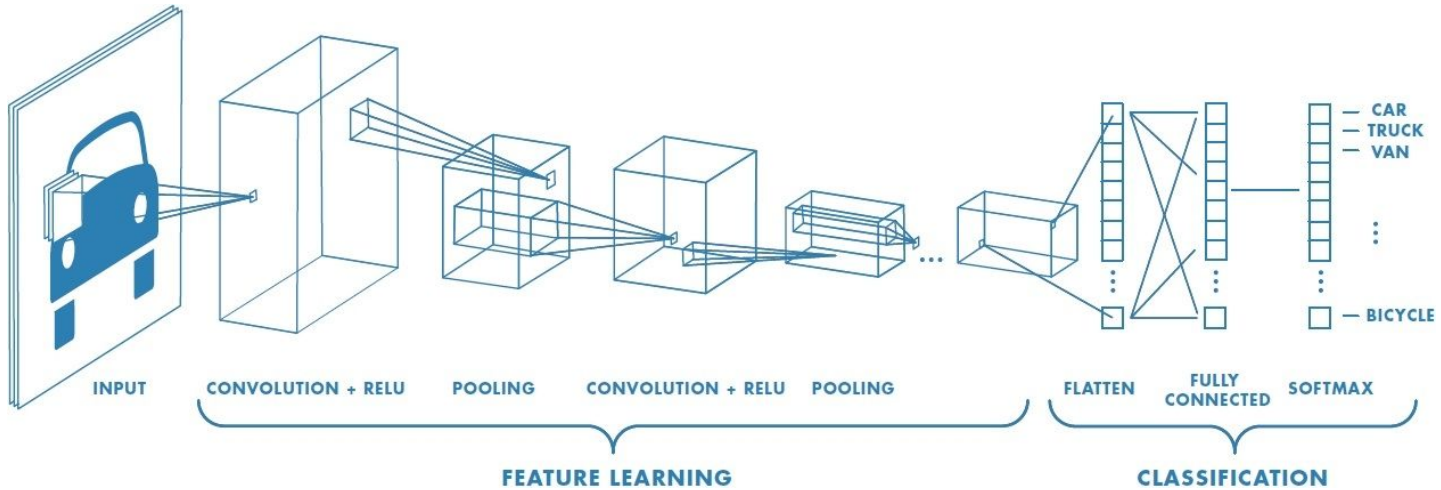 CAR
TRUCK
VAN
BICYCLE
INPUT
CONVOLUTION + RELU
POOLING
CONVOLUTION + RELU
POOLING
FLATTEN
FULLY
CONNECTED
SOFTMAX
FEATURE LEARNING
CLASSIFICATION